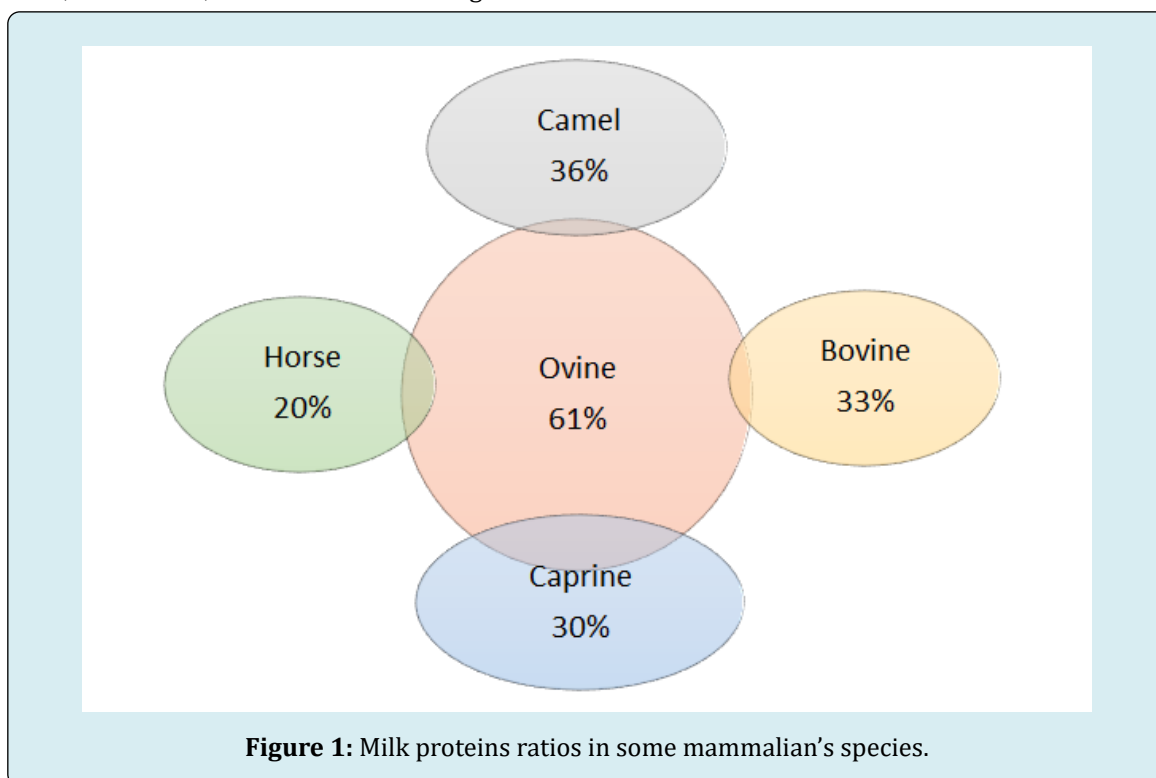 Camel
36%
Horse
20%
Ovine
61%
Bovine
33%
Caprine
30%
Figure 1: Milk proteins ratios in some mammalian's species.